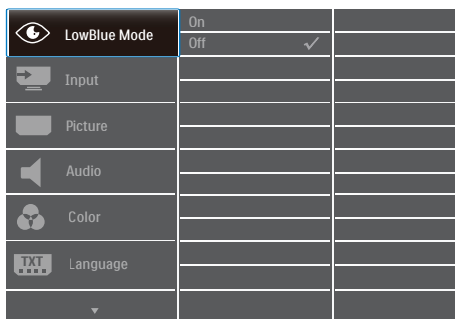 LowBlue Mode
On
Off
Input
Picture
Audio
Color
TXT
Language